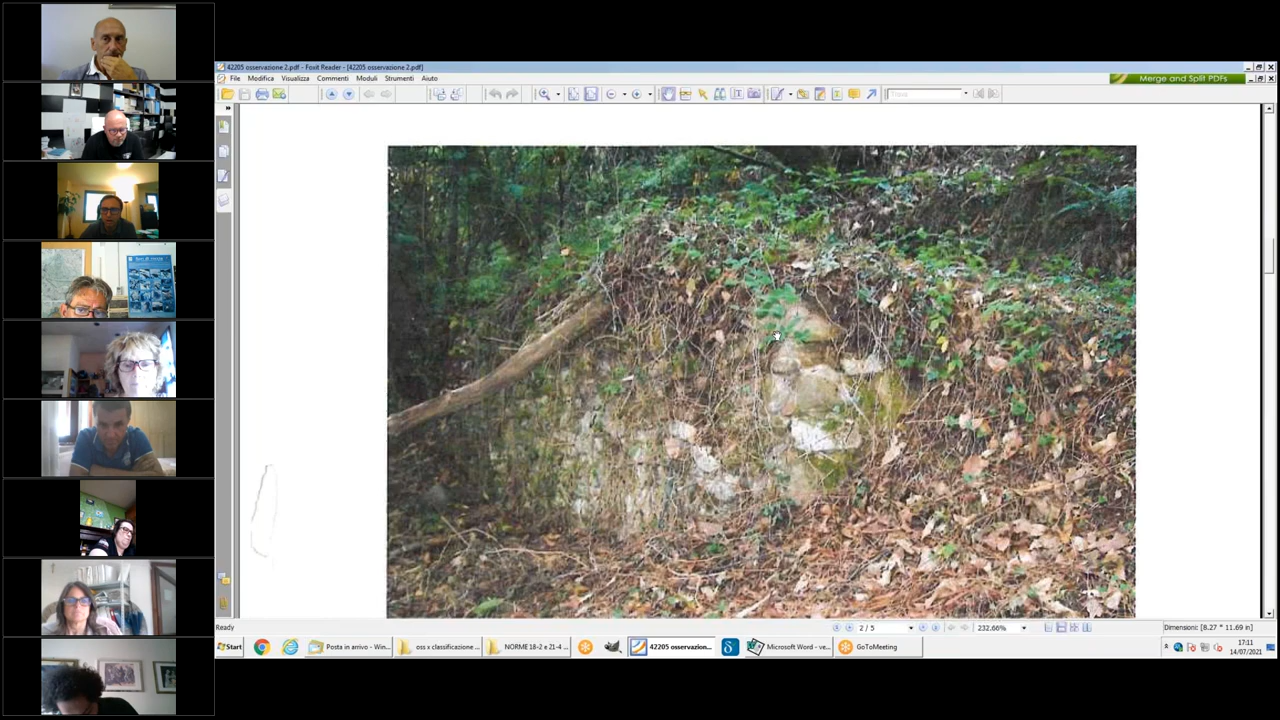 42205 osservazione 2.pdf - Foxit Reader - [42205 osservazione 2.pdf]
File Modifica Visualizza Commenti Moduli Strumenti Aiuto
Merge and Split PDFs
Ready
2 / 5
232.66%
Dimensioni: [8.27 * 11.69 in]
Start
Posta in arrivo - Win...
oss x classificazione ...
NORME 18-2 e 21-4 ...
42205 osservazion...
Microsoft Word - ve...
GoToMeeting
17:11
14/07/2021